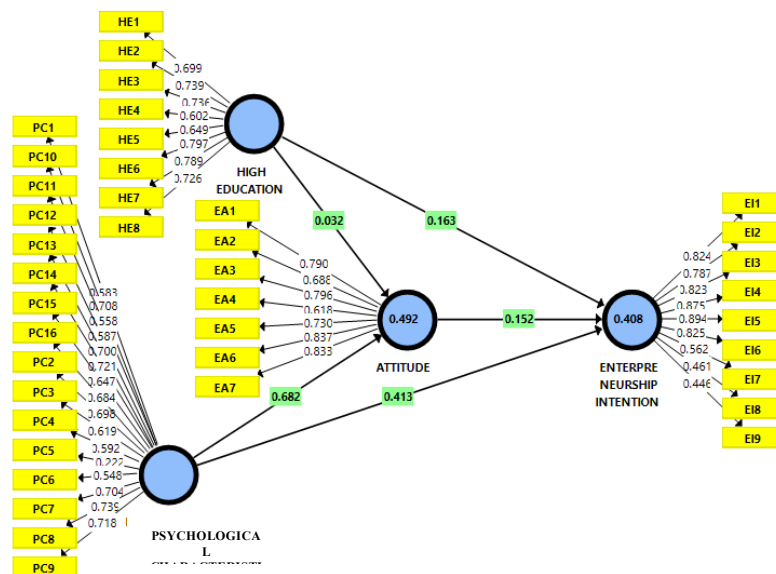 HE1
HE2
HE3
HE4
HE5
HE6
HE7
HE8
0.699
0.739
0.736
0.602
0.649
0.797
0.789
0.726
HIGH
EDUCATION
PC1
PC10
PC11
PC12
PC13
PC14
PC15
PC16
PC2
PC3
PC4
PC5
PC6
PC7
PC8
PC9
0.583
0.708
0.558
0.587
0.700
0.721
0.647
0.684
0.698
0.619
0.592
0.222
0.548
0.704
0.739
0.718
PSYCHOLOGICA
L
EA1
EA2
EA3
EA4
EA5
EA6
EA7
0.790
0.688
0.796
0.618
0.730
0.837
0.833
0.032
0.163
0.492
0.152
ATTITUDE
0.682
0.413
0.408
ENTERPRE
NEURSHIP
INTENTION
0.824
0.787
0.823
0.875
0.894
0.825
0.562
0.461
0.446
EI1
EI2
EI3
EI4
EI5
EI6
EI7
EI8
EI9